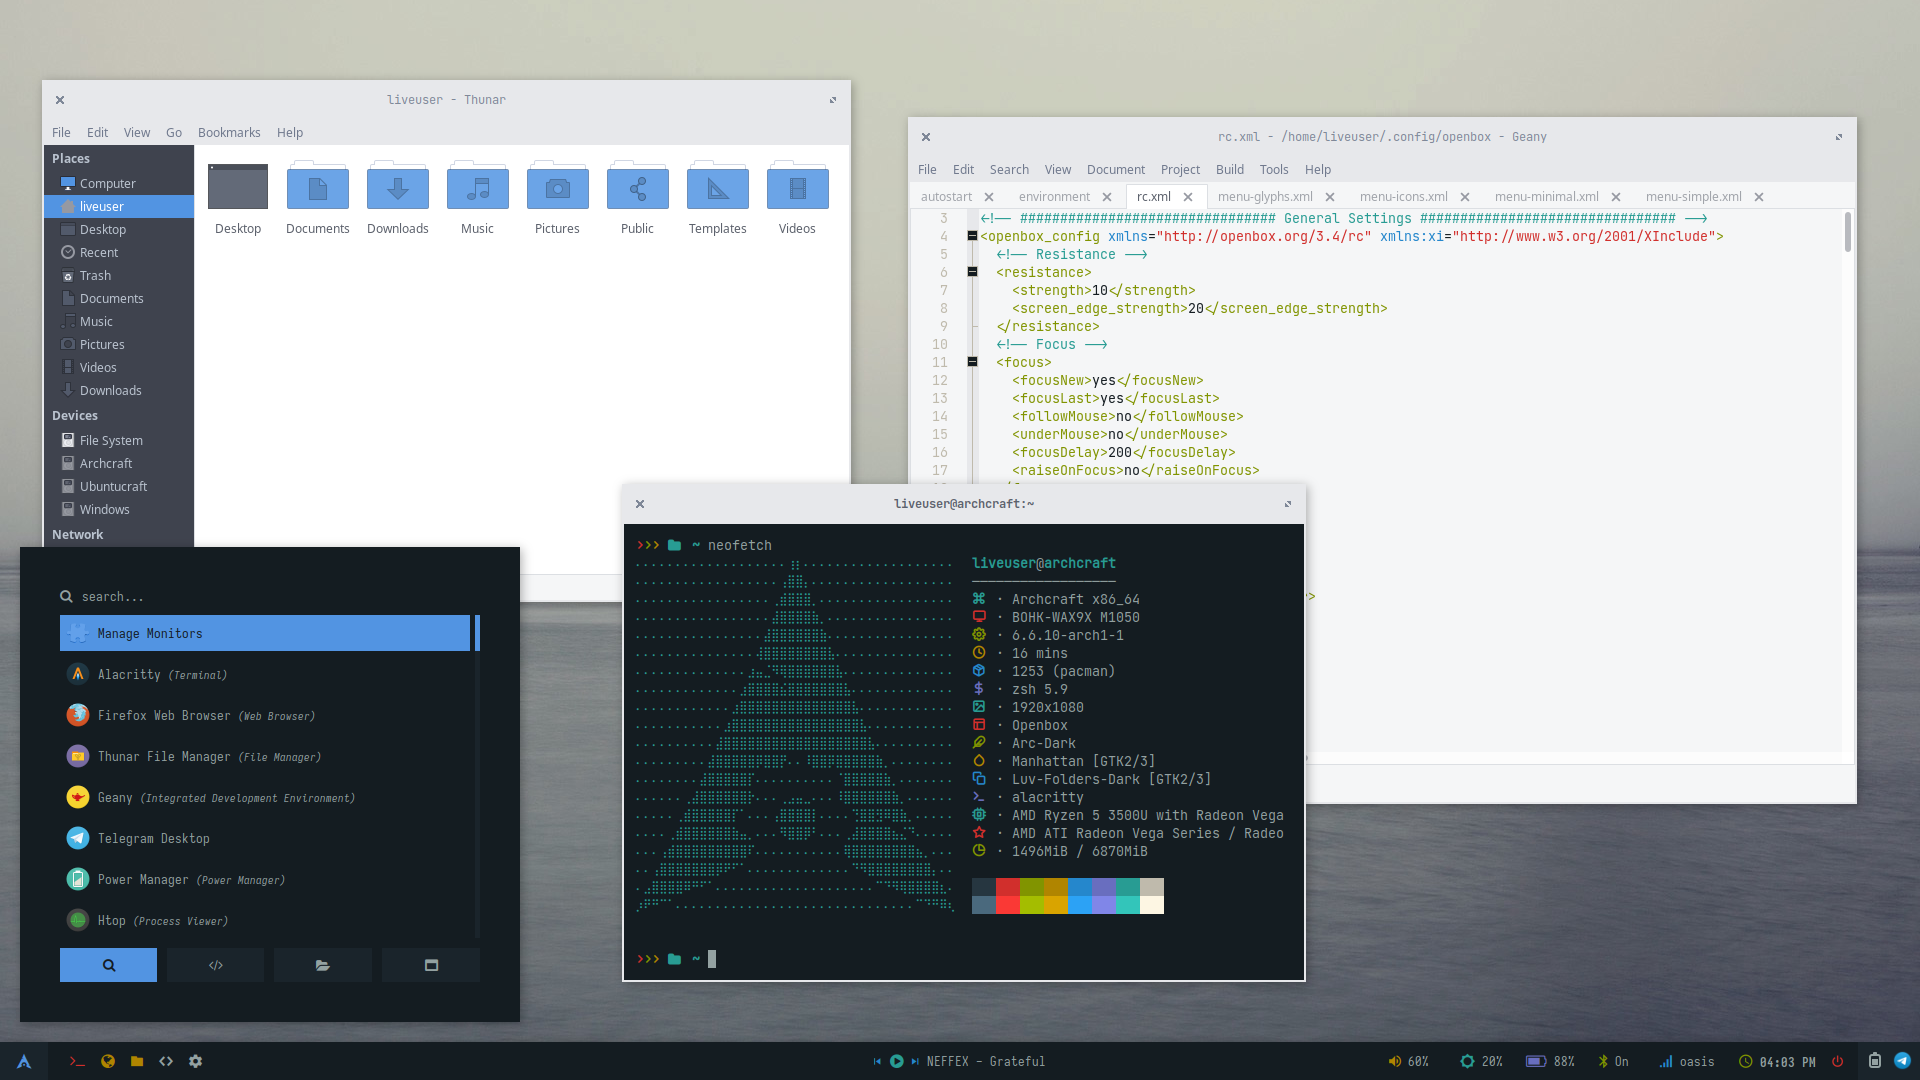 liveuser - Thunar
File Edit View Go Bookmarks Help
Places
Computer
liveuser
Desktop
Recent
Trash
Documents
Music
Pictures
Videos
Downloads
Devices
File System
Archcraft
Ubuntucraft
Windows
Network
Desktop Documents Downloads Music Pictures Public Templates Videos
rc.xml - /home/liveuser/.config/openbox - Geany
File Edit Search View Document Project Build Tools Help
autostart environment rc.xml menu-glyphs.xml menu-icons.xml menu-minimal.xml menu-simple.xml
3 <!-- ################################ General Settings ################################ -->
4 <openbox_config xmlns="http://openbox.org/3.4/rc" xmlns:xi="http://www.w3.org/2001/XInclude">
5 <!-- Resistance -->
6 <resistance>
7 <strength>10</strength>
8 <screen_edge_strength>20</screen_edge_strength>
9 </resistance>
10 <!-- Focus -->
11 <focus>
12 <focusNew>yes</focusNew>
13 <focusLast>yes</focusLast>
14 <followMouse>no</followMouse>
15 <underMouse>no</underMouse>
16 <focusDelay>200</focusDelay>
17 <raiseOnFocus>no</raiseOnFocus>
liveuser@archcraft:~
>>> ~ neofetch
liveuser@archcraft
──────────────────
· Archcraft x86_64
· BOHK-WAX9X M1050
· 6.6.10-arch1-1
· 16 mins
· 1253 (pacman)
· zsh 5.9
· 1920x1080
· Openbox
· Arc-Dark
· Manhattan [GTK2/3]
· Luv-Folders-Dark [GTK2/3]
· alacritty
· AMD Ryzen 5 3500U with Radeon Vega
· AMD ATI Radeon Vega Series / Radeo
· 1496MiB / 6870MiB
>>> ~
search...
Manage Monitors
Alacritty (Terminal)
Firefox Web Browser (Web Browser)
Thunar File Manager (File Manager)
Geany (Integrated Development Environment)
Telegram Desktop
Power Manager (Power Manager)
Htop (Process Viewer)
NEFFEX - Grateful
60% 20% 88% On oasis 04:03 PM